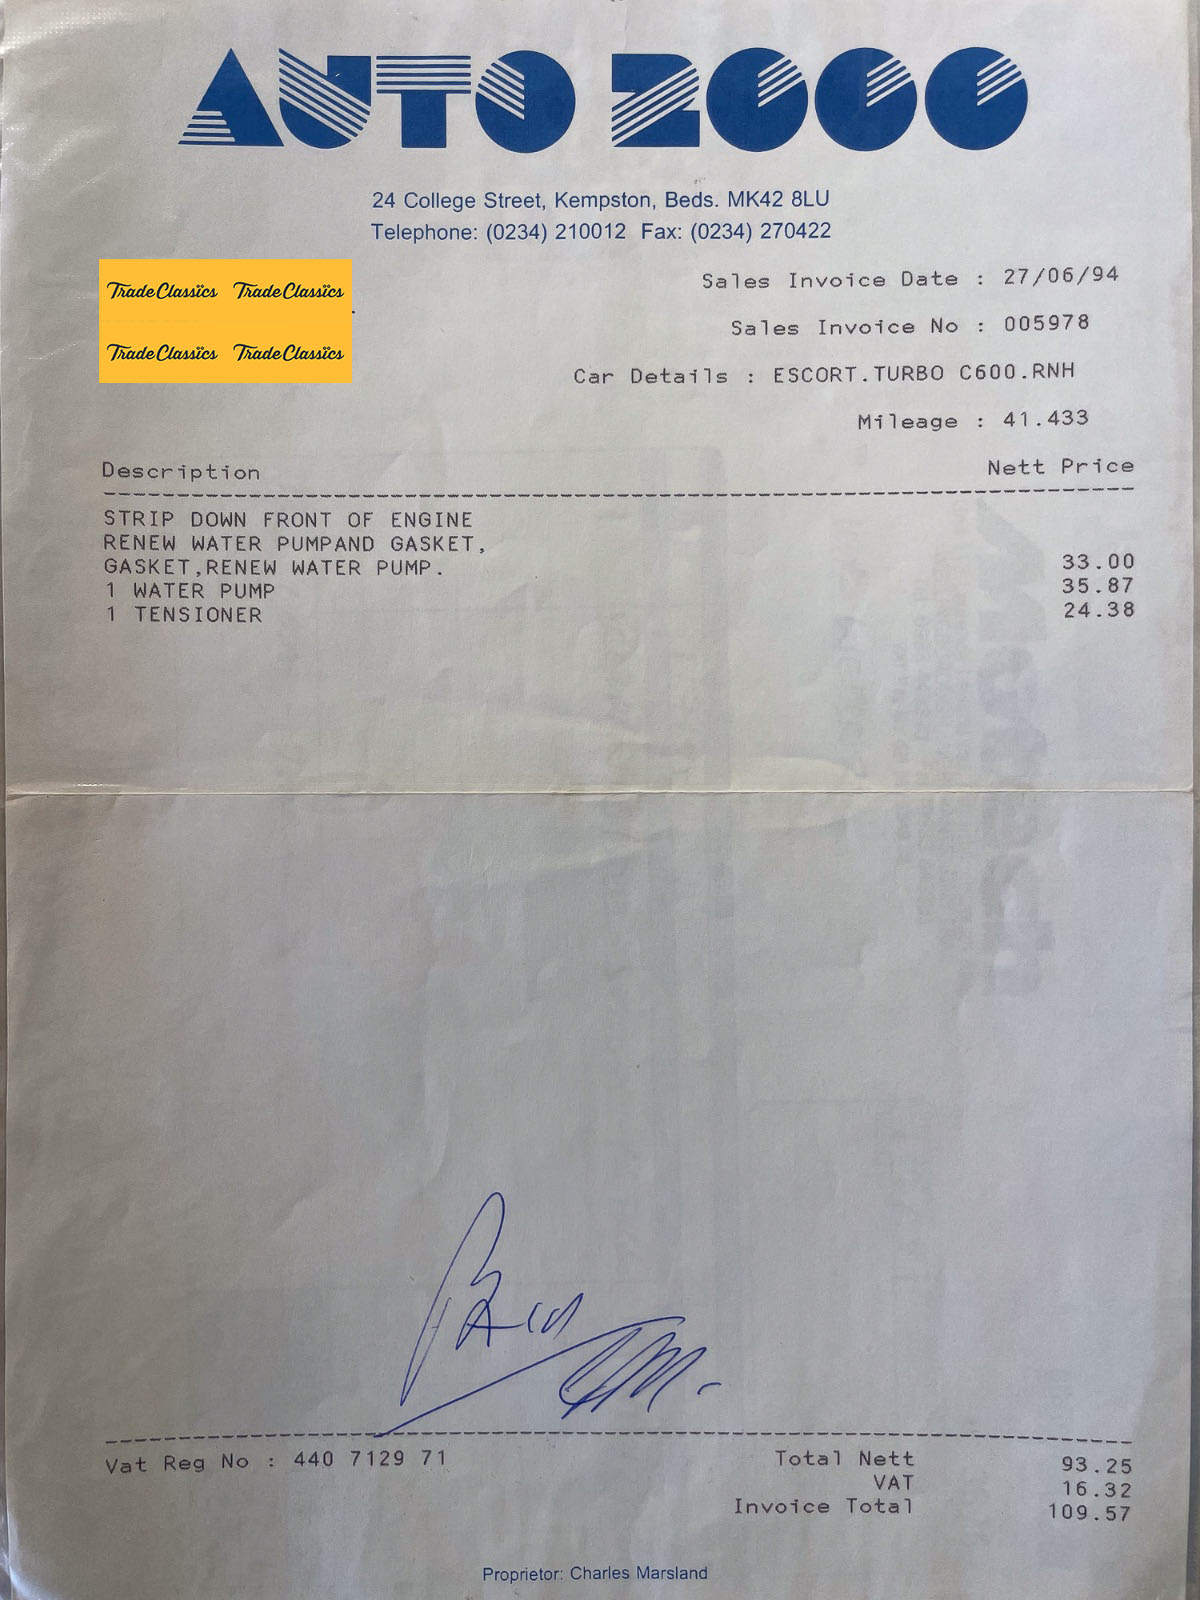 AUTO 2000
24 College Street, Kempston, Beds. MK42 8LU
Telephone: (0234) 210012 Fax: (0234) 270422
TradeClassics TradeClassics
TradeClassics TradeClassics
Sales Invoice Date : 27/06/94
Sales Invoice No : 005978
Car Details : ESCORT.TURBO C600.RNH
Mileage : 41.433
Description Nett Price
STRIP DOWN FRONT OF ENGINE
RENEW WATER PUMPAND GASKET,
GASKET,RENEW WATER PUMP. 33.00
1 WATER PUMP 35.87
1 TENSIONER 24.38
Paid
Vat Reg No : 440 7129 71 Total Nett 93.25
VAT 16.32
Invoice Total 109.57
Proprietor: Charles Marsland